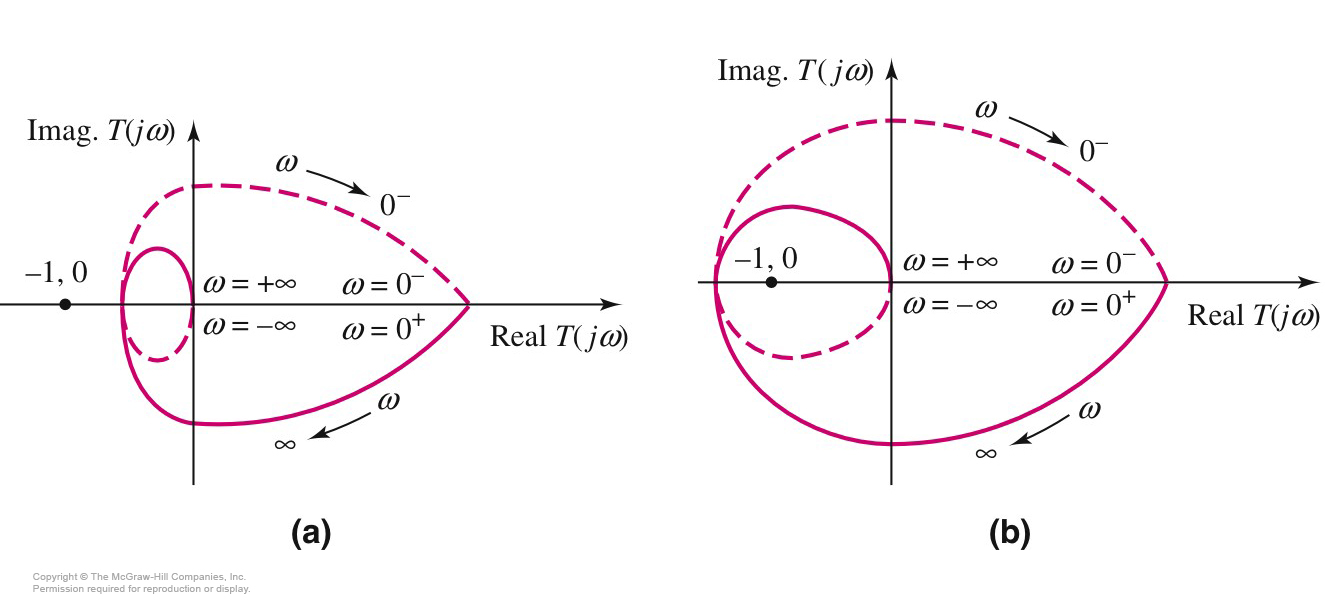 Imag. T(jω)
ω
0⁻
–1, 0
ω = +∞
ω = 0⁻
ω = –∞
ω = 0⁺
Real T(jω)
ω
∞
(a)
Imag. T(jω)
ω
0⁻
–1, 0
ω = +∞
ω = 0⁻
ω = –∞
ω = 0⁺
Real T(jω)
ω
∞
(b)
Copyright © The McGraw-Hill Companies, Inc.
Permission required for reproduction or display.